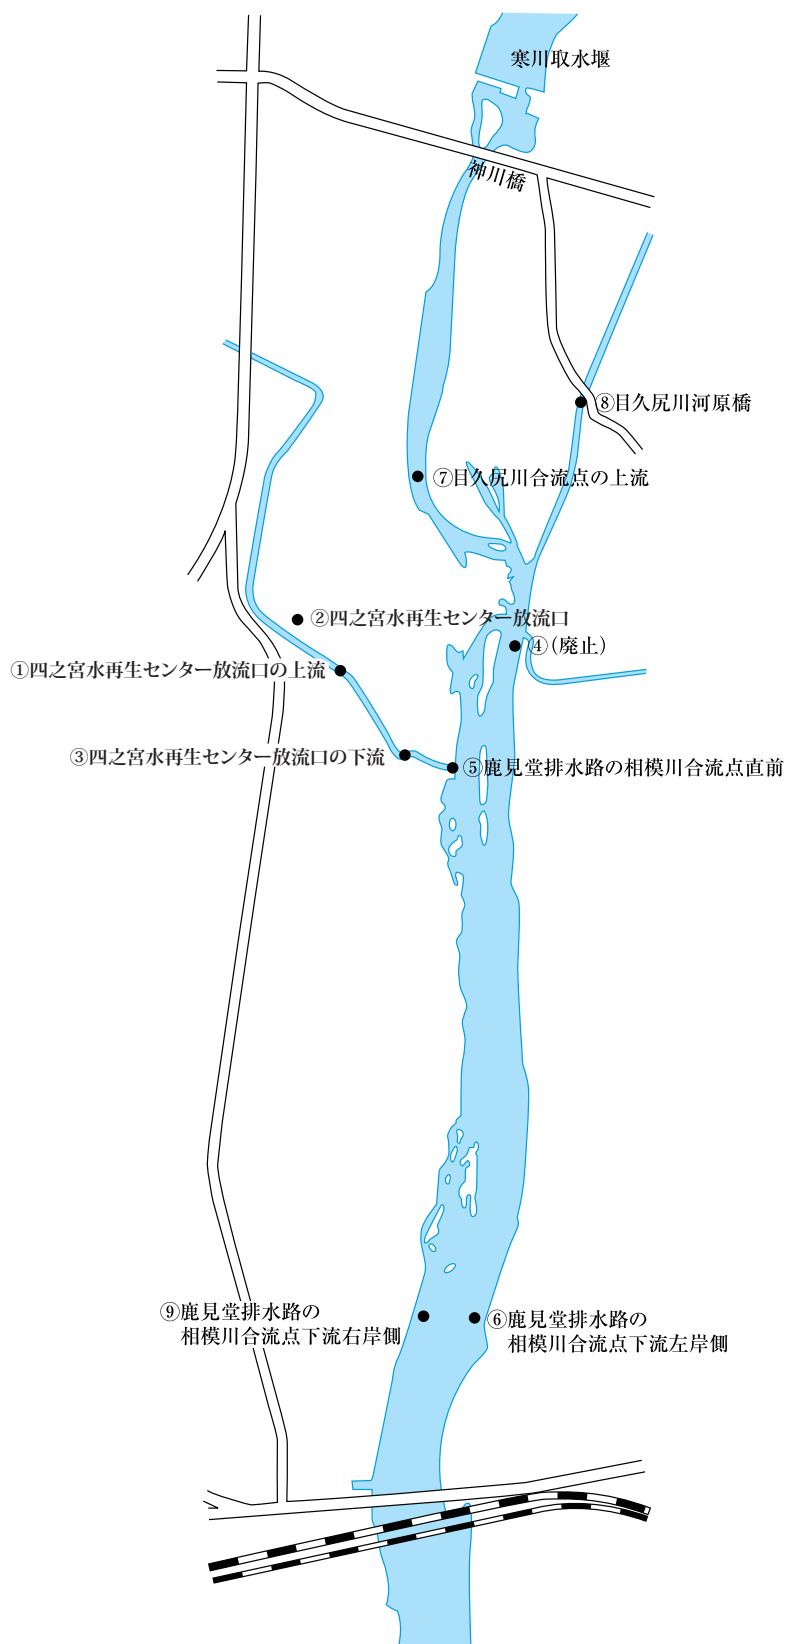 寒川取水堰
神川橋
⑧目久尻川河原橋
⑦目久尻川合流点の上流
②四之宮水再生センター放流口
④(廃止)
①四之宮水再生センター放流口の上流
③四之宮水再生センター放流口の下流
⑤鹿見堂排水路の相模川合流点直前
⑨鹿見堂排水路の
相模川合流点下流右岸側
⑥鹿見堂排水路の
相模川合流点下流左岸側